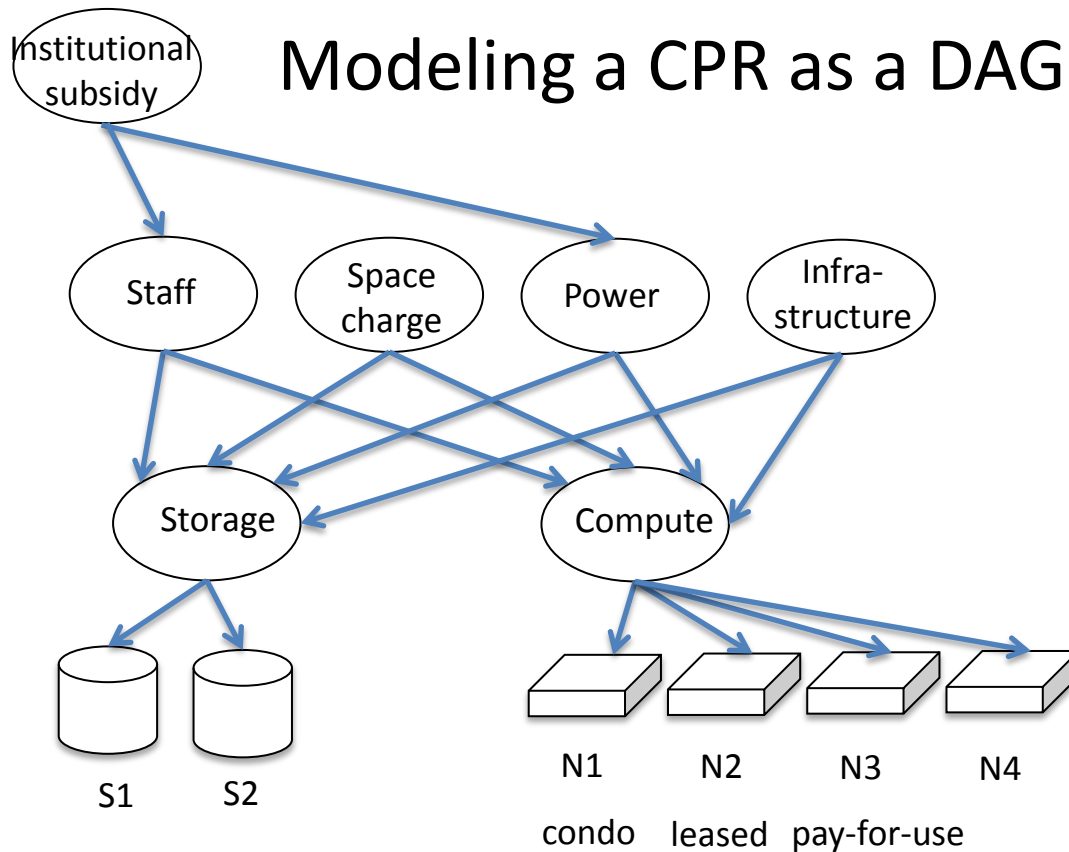 Modeling a CPR as a DAG
Institutional
subsidy
Staff
Space
charge
Power
Infra-
structure
Storage
Compute
S1
S2
N1
N2
N3
N4
condo
leased
pay-for-use